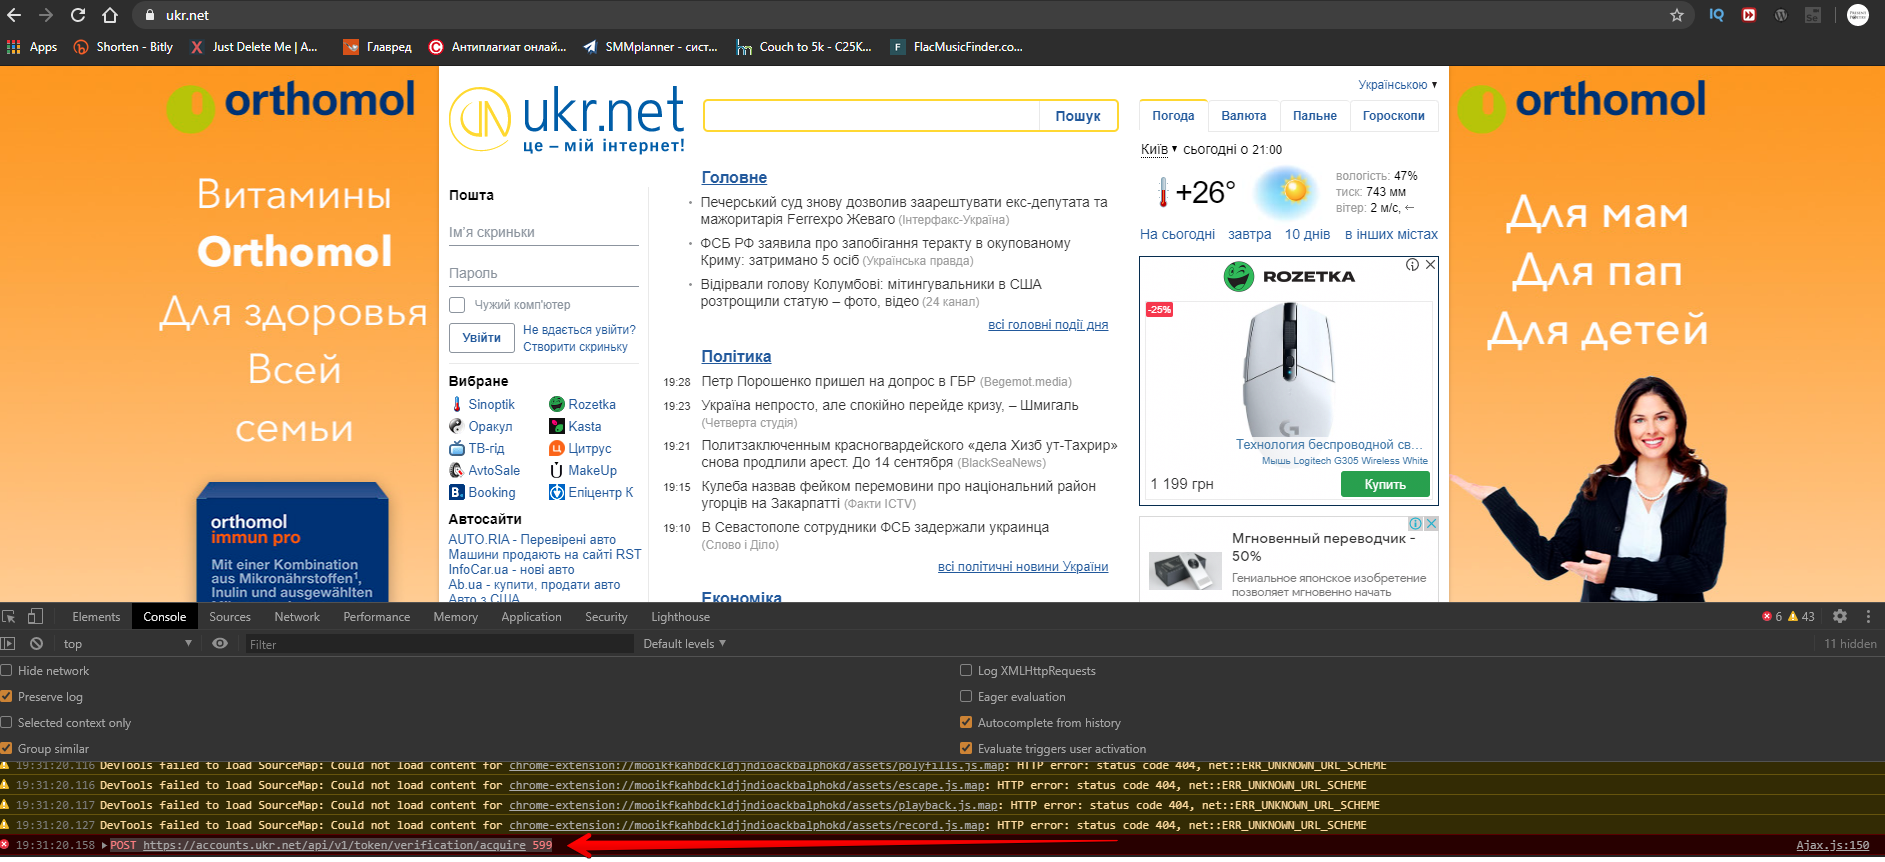 ukr.net
IQ
Se
Apps
Shorten - Bitly
Just Delete Me | A...
Главред
Антиплагиат онлай...
SMMplanner - сист...
Couch to 5k - C25K...
FlacMusicFinder.co...
orthomol
Витамины
Orthomol
Для здоровья
Всей
семьи
orthomol
immun pro
Mit einer Kombination
aus Mikronährstoffen¹,
Inulin und ausgewählten
ukr.net
це – мій інтернет!
Пошук
Українською ▾
Погода
Валюта
Пальне
Гороскопи
Київ ▾ сьогодні о 21:00
+26°
вологість: 47%
тиск: 743 мм
вітер: 2 м/с, ←
На сьогодні
завтра
10 днів
в інших містах
Пошта
Ім'я скриньки
Пароль
Чужий комп'ютер
Увійти
Не вдається увійти?
Створити скриньку
Вибране
Sinoptik
Rozetka
Оракул
Kasta
ТВ-гід
Цитрус
AvtoSale
MakeUp
Booking
Епіцентр К
Автосайти
AUTO.RIA - Перевірені авто
Машини продають на сайті RST
InfoCar.ua - нові авто
Ab.ua - купити, продати авто
Авто з США
Головне
Печерський суд знову дозволив заарештувати екс-депутата та
мажоритарія Ferrexpo Жеваго (Інтерфакс-Україна)
ФСБ РФ заявила про запобігання теракту в окупованому
Криму: затримано 5 осіб (Українська правда)
Відірвали голову Колумбові: мітингувальники в США
розтрощили статую – фото, відео (24 канал)
всі головні події дня
Політика
19:28 Петр Порошенко пришел на допрос в ГБР (Begemot.media)
19:23 Україна непросто, але спокійно перейде кризу, – Шмигаль
(Четверта студія)
19:21 Политзаключенным красногвардейского «дела Хизб ут-Тахрир»
снова продлили арест. До 14 сентября (BlackSeaNews)
19:15 Кулеба назвав фейком перемовини про національний район
угорців на Закарпатті (Факти ICTV)
19:10 В Севастополе сотрудники ФСБ задержали украинца
(Слово і Діло)
всі політичні новини України
Економіка
ROZETKA
-25%
Технология беспроводной св...
Мышь Logitech G305 Wireless White
1 199 грн
Купить
Мгновенный переводчик -
50%
Гениальное японское изобретение
позволяет мгновенно начать
orthomol
Для мам
Для пап
Для детей
Elements
Console
Sources
Network
Performance
Memory
Application
Security
Lighthouse
6
43
top
Filter
Default levels ▾
11 hidden
Hide network
Log XMLHttpRequests
Preserve log
Eager evaluation
Selected context only
Autocomplete from history
Group similar
Evaluate triggers user activation
19:31:20.116 DevTools failed to load SourceMap: Could not load content for chrome-extension://mooikfkahbdckldjjndioackbalphokd/assets/polyfills.js.map: HTTP error: status code 404, net::ERR_UNKNOWN_URL_SCHEME
19:31:20.116 DevTools failed to load SourceMap: Could not load content for chrome-extension://mooikfkahbdckldjjndioackbalphokd/assets/escape.js.map: HTTP error: status code 404, net::ERR_UNKNOWN_URL_SCHEME
19:31:20.117 DevTools failed to load SourceMap: Could not load content for chrome-extension://mooikfkahbdckldjjndioackbalphokd/assets/playback.js.map: HTTP error: status code 404, net::ERR_UNKNOWN_URL_SCHEME
19:31:20.127 DevTools failed to load SourceMap: Could not load content for chrome-extension://mooikfkahbdckldjjndioackbalphokd/assets/record.js.map: HTTP error: status code 404, net::ERR_UNKNOWN_URL_SCHEME
19:31:20.158 ▸POST https://accounts.ukr.net/api/v1/token/verification/acquire 599
Ajax.js:150